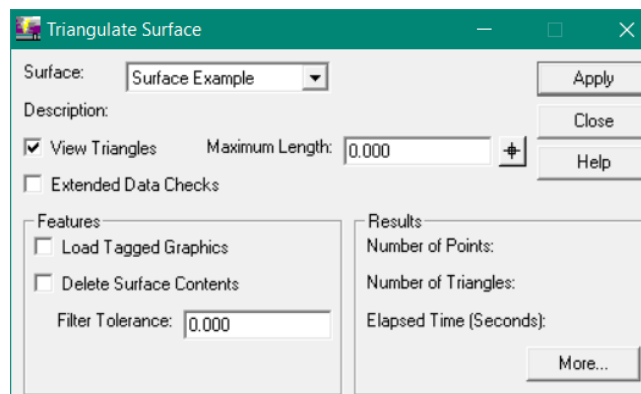 Triangulate Surface
Surface: Surface Example
Apply
Description:
Close
View Triangles Maximum Length: 0.000
Help
Extended Data Checks
Features
Load Tagged Graphics
Delete Surface Contents
Filter Tolerance: 0.000
Results
Number of Points:
Number of Triangles:
Elapsed Time (Seconds):
More...